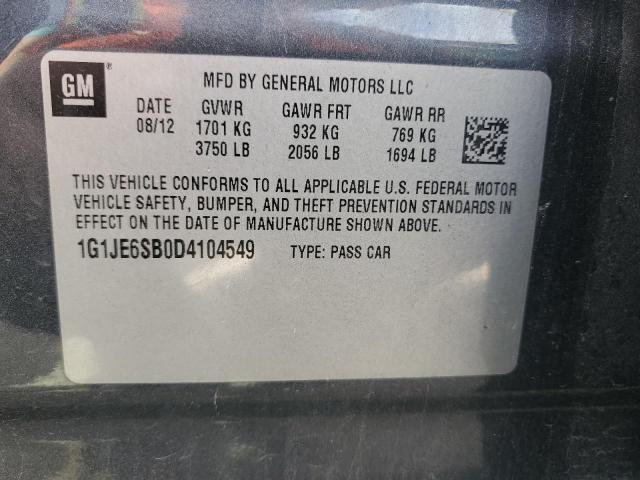 GM ®
MFD BY GENERAL MOTORS LLC
DATE GVWR GAWR FRT GAWR RR
08/12 1701 KG 932 KG 769 KG
3750 LB 2056 LB 1694 LB
THIS VEHICLE CONFORMS TO ALL APPLICABLE U.S. FEDERAL MOTOR
VEHICLE SAFETY, BUMPER, AND THEFT PREVENTION STANDARDS IN
EFFECT ON THE DATE OF MANUFACTURE SHOWN ABOVE.
1G1JE6SB0D4104549 TYPE: PASS CAR